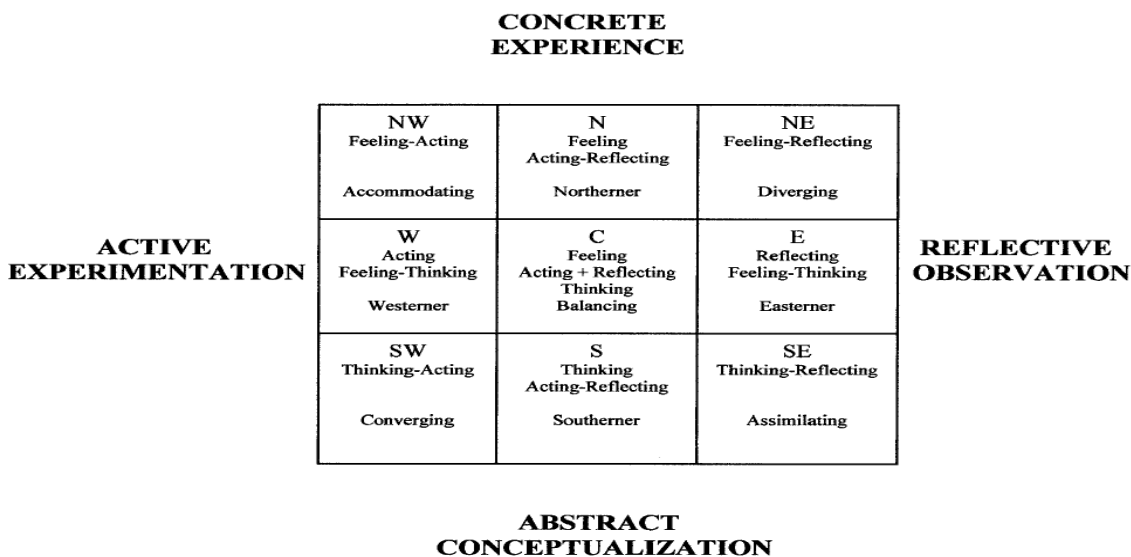 CONCRETE
EXPERIENCE
NW
Feeling-Acting
Accommodating
N
Feeling
Acting-Reflecting
Northerner
NE
Feeling-Reflecting
Diverging
ACTIVE
EXPERIMENTATION
W
Acting
Feeling-Thinking
Westerner
C
Feeling
Acting + Reflecting
Thinking
Balancing
E
Reflecting
Feeling-Thinking
Easterner
REFLECTIVE
OBSERVATION
SW
Thinking-Acting
Converging
S
Thinking
Acting-Reflecting
Southerner
SE
Thinking-Reflecting
Assimilating
ABSTRACT
CONCEPTUALIZATION